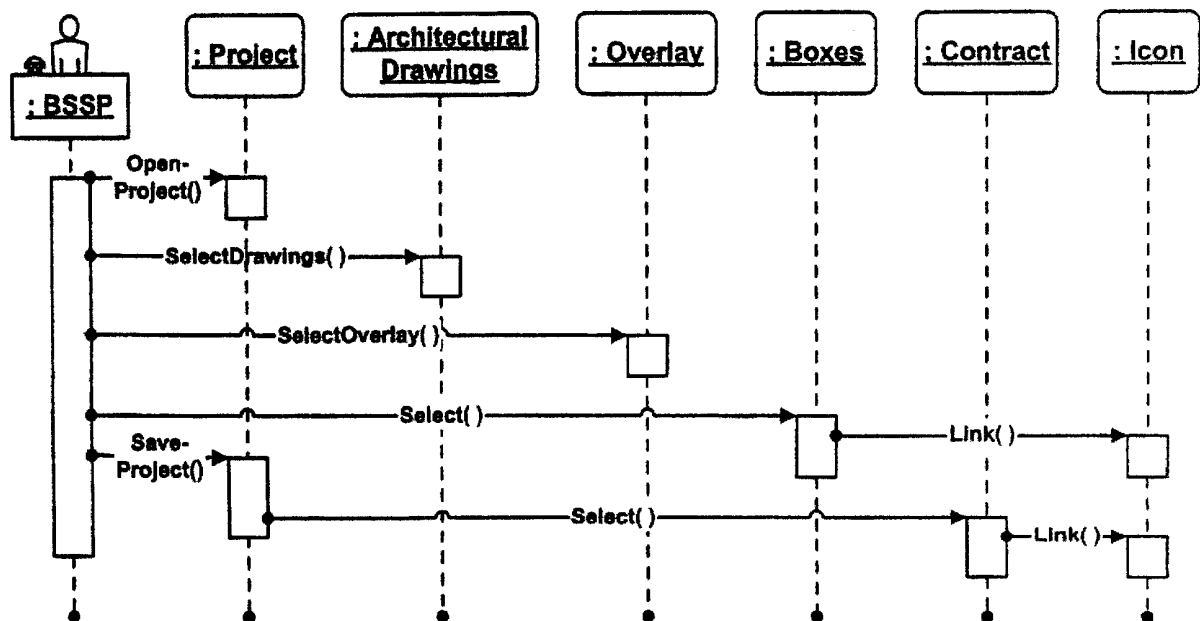 : BSSP
: Project
: Architectural
Drawings
: Overlay
: Boxes
: Contract
: Icon
Open-
Project()
SelectDrawings( )
SelectOverlay( )
Select( )
Link( )
Save-
Project()
Select( )
Link( )